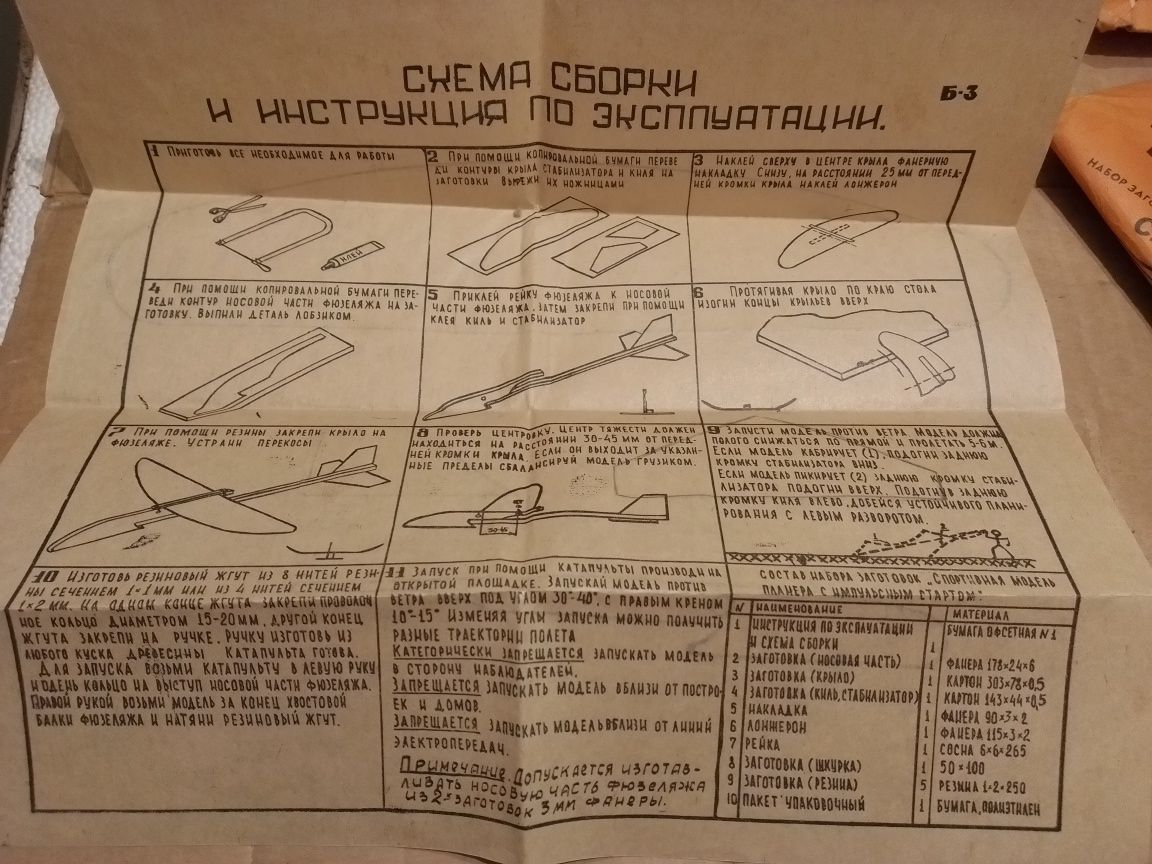 СХЕМА СБОРКИ
И ИНСТРУКЦИЯ ПО ЭКСПЛУАТАЦИИ.
Б-3
1 ПРИГОТОВЬ ВСЕ НЕОБХОДИМОЕ ДЛЯ РАБОТЫ
КЛЕЙ
2 ПРИ ПОМОЩИ КОПИРОВАЛЬНОЙ БУМАГИ ПЕРЕВЕ
ДИ КОНТУРЫ КРЫЛА СТАБИЛИЗАТОРА И КИЛЯ НА
ЗАГОТОВКИ ВЫРЕЖИ ИХ НОЖНИЦАМИ
3 НАКЛЕЙ СВЕРХУ В ЦЕНТРЕ КРЫЛА ФАНЕРНУЮ
НАКЛАДКУ СНИЗУ, НА РАССТОЯНИИ 25 ММ ОТ ПЕРЕД-
НЕЙ КРОМКИ КРЫЛА НАКЛЕЙ ЛОНЖЕРОН
4 ПРИ ПОМОЩИ КОПИРОВАЛЬНОЙ БУМАГИ ПЕРЕ-
ВЕДИ КОНТУР НОСОВОЙ ЧАСТИ ФЮЗЕЛЯЖА НА ЗА-
ГОТОВКУ. ВЫПИЛИ ДЕТАЛЬ ЛОБЗИКОМ.
5 ПРИКЛЕЙ РЕЙКУ ФЮЗЕЛЯЖА К НОСОВОЙ
ЧАСТИ ФЮЗЕЛЯЖА, ЗАТЕМ ЗАКРЕПИ ПРИ ПОМОЩИ
КЛЕЯ КИЛЬ И СТАБИЛИЗАТОР
6 ПРОТЯГИВАЯ КРЫЛО ПО КРАЮ СТОЛА
ИЗОГНИ КОНЦЫ КРЫЛЬЕВ ВВЕРХ
7 ПРИ ПОМОЩИ РЕЗИНЫ ЗАКРЕПИ КРЫЛО НА
ФЮЗЕЛЯЖЕ. УСТРАНИ ПЕРЕКОСЫ
8 ПРОВЕРЬ ЦЕНТРОВКУ. ЦЕНТР ТЯЖЕСТИ ДОЛЖЕН
НАХОДИТЬСЯ НА РАССТОЯНИИ 30-45 ММ ОТ ПЕРЕД-
НЕЙ КРОМКИ КРЫЛА. ЕСЛИ ОН ВЫХОДИТ ЗА УКАЗАН-
НЫЕ ПРЕДЕЛЫ СБАЛАНСИРУЙ МОДЕЛЬ ГРУЗИКОМ.
30-45
9 ЗАПУСТИ МОДЕЛЬ ПРОТИВ ВЕТРА МОДЕЛЬ ДОЛЖНА
ПОЛОГО СНИЖАТЬСЯ ПО ПРЯМОЙ И ПРОЛЕТАТЬ 5-6 М.
ЕСЛИ МОДЕЛЬ КАБРИРУЕТ (1), ПОДОГНИ ЗАДНЮЮ
КРОМКУ СТАБИЛИЗАТОРА ВНИЗ.
ЕСЛИ МОДЕЛЬ ПИКИРУЕТ (2) ЗАДНЮЮ КРОМКУ СТАБИ-
ЛИЗАТОРА ПОДОГНИ ВВЕРХ. ПОДОГНУВ ЗАДНЮЮ
КРОМКУ КИЛЯ ВЛЕВО, ДОБЕЙСЯ УСТОЙЧИВОГО ПЛАНИ-
РОВАНИЯ С ЛЕВЫМ РАЗВОРОТОМ.
10 ИЗГОТОВЬ РЕЗИНОВЫЙ ЖГУТ ИЗ 8 НИТЕЙ РЕЗИ-
НЫ СЕЧЕНИЕМ 1×1ММ ИЛИ ИЗ 4 НИТЕЙ СЕЧЕНИЕМ
1×2 ММ. НА ОДНОМ КОНЦЕ ЖГУТА ЗАКРЕПИ ПРОВОЛОЧ
НОЕ КОЛЬЦО ДИАМЕТРОМ 15-20ММ, ДРУГОЙ КОНЕЦ
ЖГУТА ЗАКРЕПИ НА РУЧКЕ. РУЧКУ ИЗГОТОВЬ ИЗ
ЛЮБОГО КУСКА ДРЕВЕСИНЫ КАТАПУЛЬТА ГОТОВА.
ДЛЯ ЗАПУСКА ВОЗЬМИ КАТАПУЛЬТУ В ЛЕВУЮ РУКУ
И ОДЕНЬ КОЛЬЦО НА ВЫСТУП НОСОВОЙ ЧАСТИ ФЮЗЕЛЯЖА.
ПРАВОЙ РУКОЙ ВОЗЬМИ МОДЕЛЬ ЗА КОНЕЦ ХВОСТОВОЙ
БАЛКИ ФЮЗЕЛЯЖА И НАТЯНИ РЕЗИНОВЫЙ ЖГУТ.
11 ЗАПУСК ПРИ ПОМОЩИ КАТАПУЛЬТЫ ПРОИЗВОДИ НА
ОТКРЫТОЙ ПЛОЩАДКЕ. ЗАПУСКАЙ МОДЕЛЬ ПРОТИВ
ВЕТРА ВВЕРХ ПОД УГЛОМ 30°-40°, С ПРАВЫМ КРЕНОМ
10°-15° ИЗМЕНЯЯ УГЛЫ ЗАПУСКА МОЖНО ПОЛУЧИТЬ
РАЗНЫЕ ТРАЕКТОРИИ ПОЛЕТА
КАТЕГОРИЧЕСКИ ЗАПРЕЩАЕТСЯ ЗАПУСКАТЬ МОДЕЛЬ
В СТОРОНУ НАБЛЮДАТЕЛЕЙ.
ЗАПРЕЩАЕТСЯ ЗАПУСКАТЬ МОДЕЛЬ ВБЛИЗИ ОТ ПОСТРО-
ЕК И ДОМОВ.
ЗАПРЕЩАЕТСЯ ЗАПУСКАТЬ МОДЕЛЬ ВБЛИЗИ ОТ ЛИНИЙ
ЭЛЕКТРОПЕРЕДАЧ.
Примечание. ДОПУСКАЕТСЯ ИЗГОТАВ-
ЛИВАТЬ НОСОВУЮ ЧАСТЬ ФЮЗЕЛЯЖА
ИЗ 2-х ЗАГОТОВОК 3 ММ ФАНЕРЫ.
СОСТАВ НАБОРА ЗАГОТОВОК „СПОРТИВНАЯ МОДЕЛЬ
ПЛАНЕРА С ИМПУЛЬСНЫМ СТАРТОМ“:
N НАИМЕНОВАНИЕ МАТЕРИАЛ
1 ИНСТРУКЦИЯ ПО ЭКСПЛУАТАЦИИ
И СХЕМА СБОРКИ 1 БУМАГА ОФСЕТНАЯ N 1
2 ЗАГОТОВКА (НОСОВАЯ ЧАСТЬ) 1 ФАНЕРА 178×24×6
3 ЗАГОТОВКА (КРЫЛО) 1 КАРТОН 303×78×0,5
4 ЗАГОТОВКА (КИЛЬ, СТАБИЛИЗАТОР) 1 КАРТОН 143×44×0,5
5 НАКЛАДКА 1 ФАНЕРА 90×3×2
6 ЛОНЖЕРОН 1 ФАНЕРА 115×3×2
7 РЕЙКА 1 СОСНА 6×6×265
8 ЗАГОТОВКА (ШКУРКА) 1 50×100
9 ЗАГОТОВКА (РЕЗИНА) 5 РЕЗИНА 1×2×250
10 ПАКЕТ УПАКОВОЧНЫЙ 1 БУМАГА, ПОЛИЭТИЛЕН
НАБОР